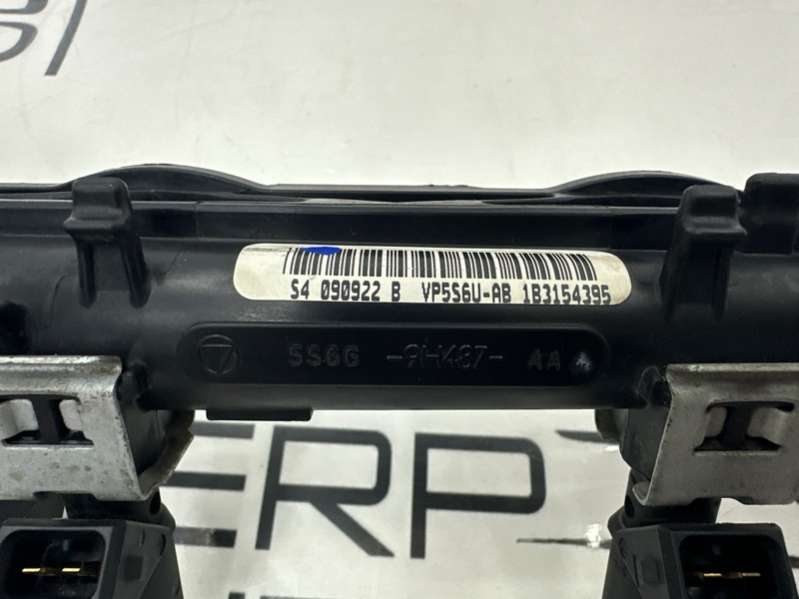 S4 090922 B VP5S6U-AB 1B3154395
5S6G -9H487- AA
ERP